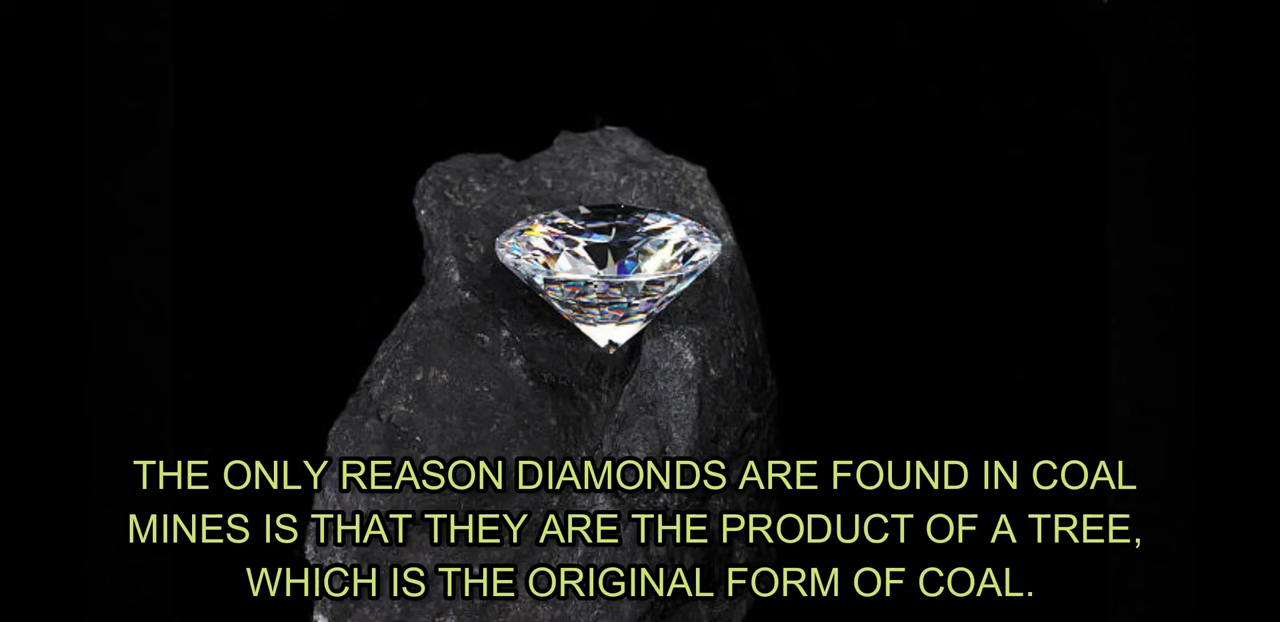 THE ONLY REASON DIAMONDS ARE FOUND IN COAL
MINES IS THAT THEY ARE THE PRODUCT OF A TREE,
WHICH IS THE ORIGINAL FORM OF COAL.